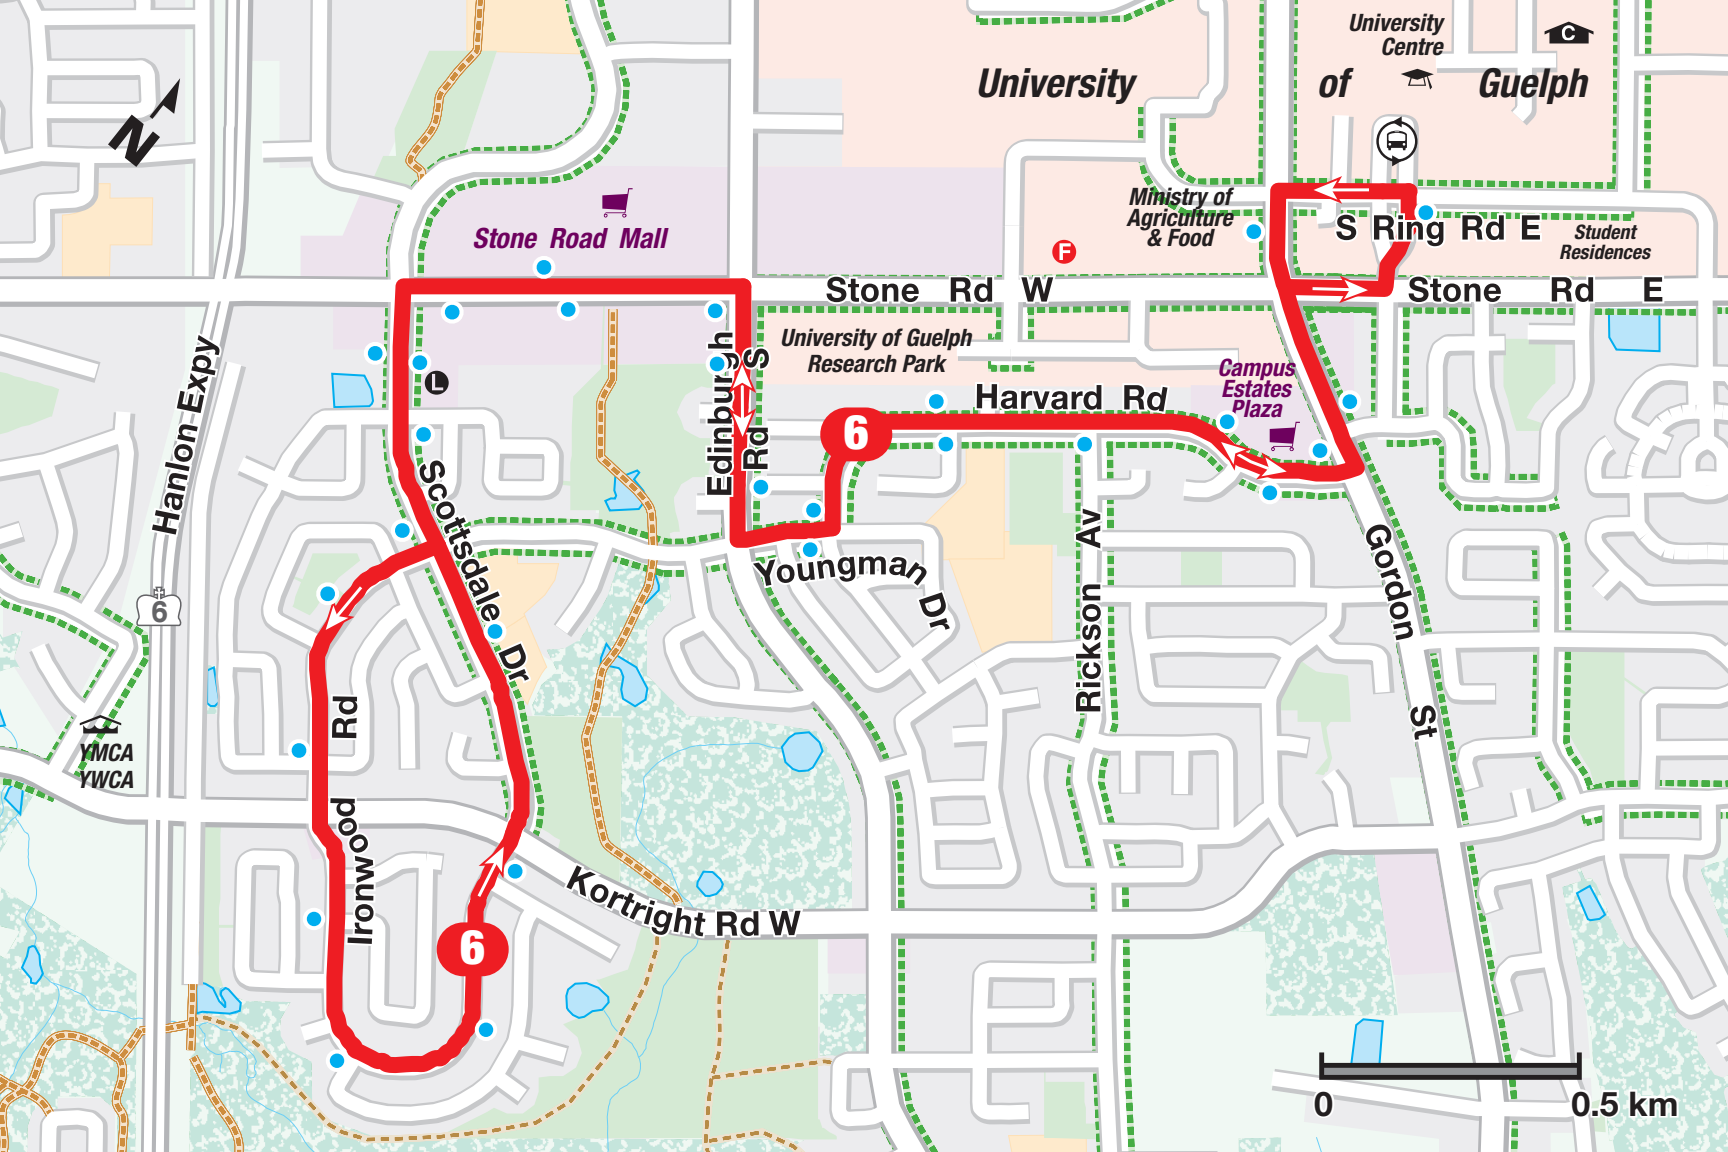 University
Centre
C
University of Guelph
N
Ministry of
Agriculture
& Food
S Ring Rd E
Student
Residences
F
Stone Road Mall
Stone Rd W
Stone Rd E
University of Guelph
Research Park
Edinburgh
Rd S
L
Campus
Estates
Plaza
Harvard Rd
6
Hanlon Expy
Scottsdale Dr
Youngman Dr
Rickson Av
Gordon St
6
YMCA
YWCA
Ironwood Rd
Kortright Rd W
6
0 0.5 km